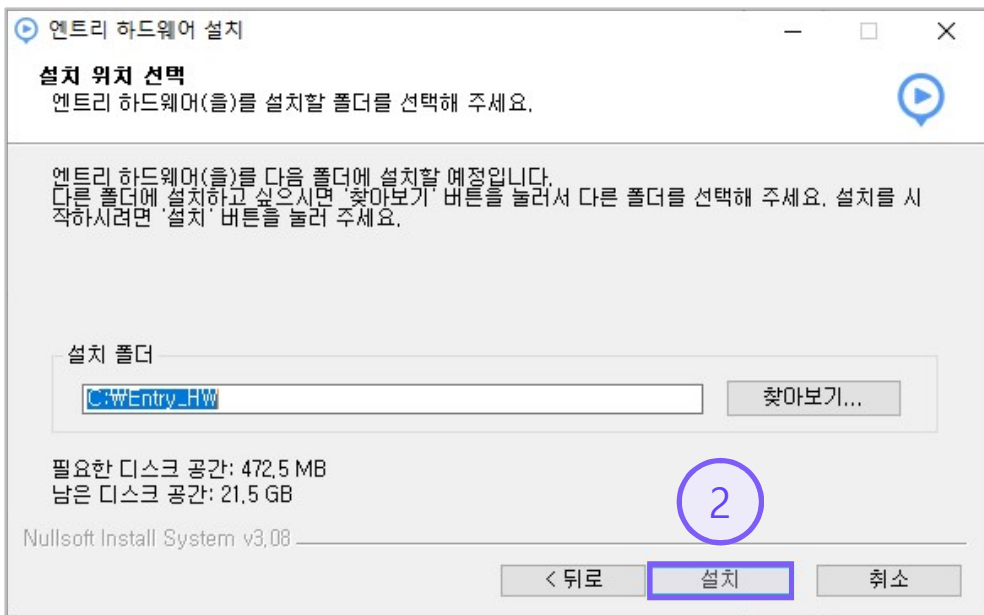 엔트리 하드웨어 설치
설치 위치 선택
엔트리 하드웨어(을)를 설치할 폴더를 선택해 주세요.
엔트리 하드웨어(을)를 다음 폴더에 설치할 예정입니다.
다른 폴더에 설치하고 싶으시면 '찾아보기' 버튼을 눌러서 다른 폴더를 선택해 주세요. 설치를 시
작하시려면 '설치' 버튼을 눌러 주세요.
설치 폴더
C:₩Entry_HW
찾아보기...
필요한 디스크 공간: 472.5 MB
남은 디스크 공간: 21.5 GB
2
Nullsoft Install System v3.08
< 뒤로 설치 취소